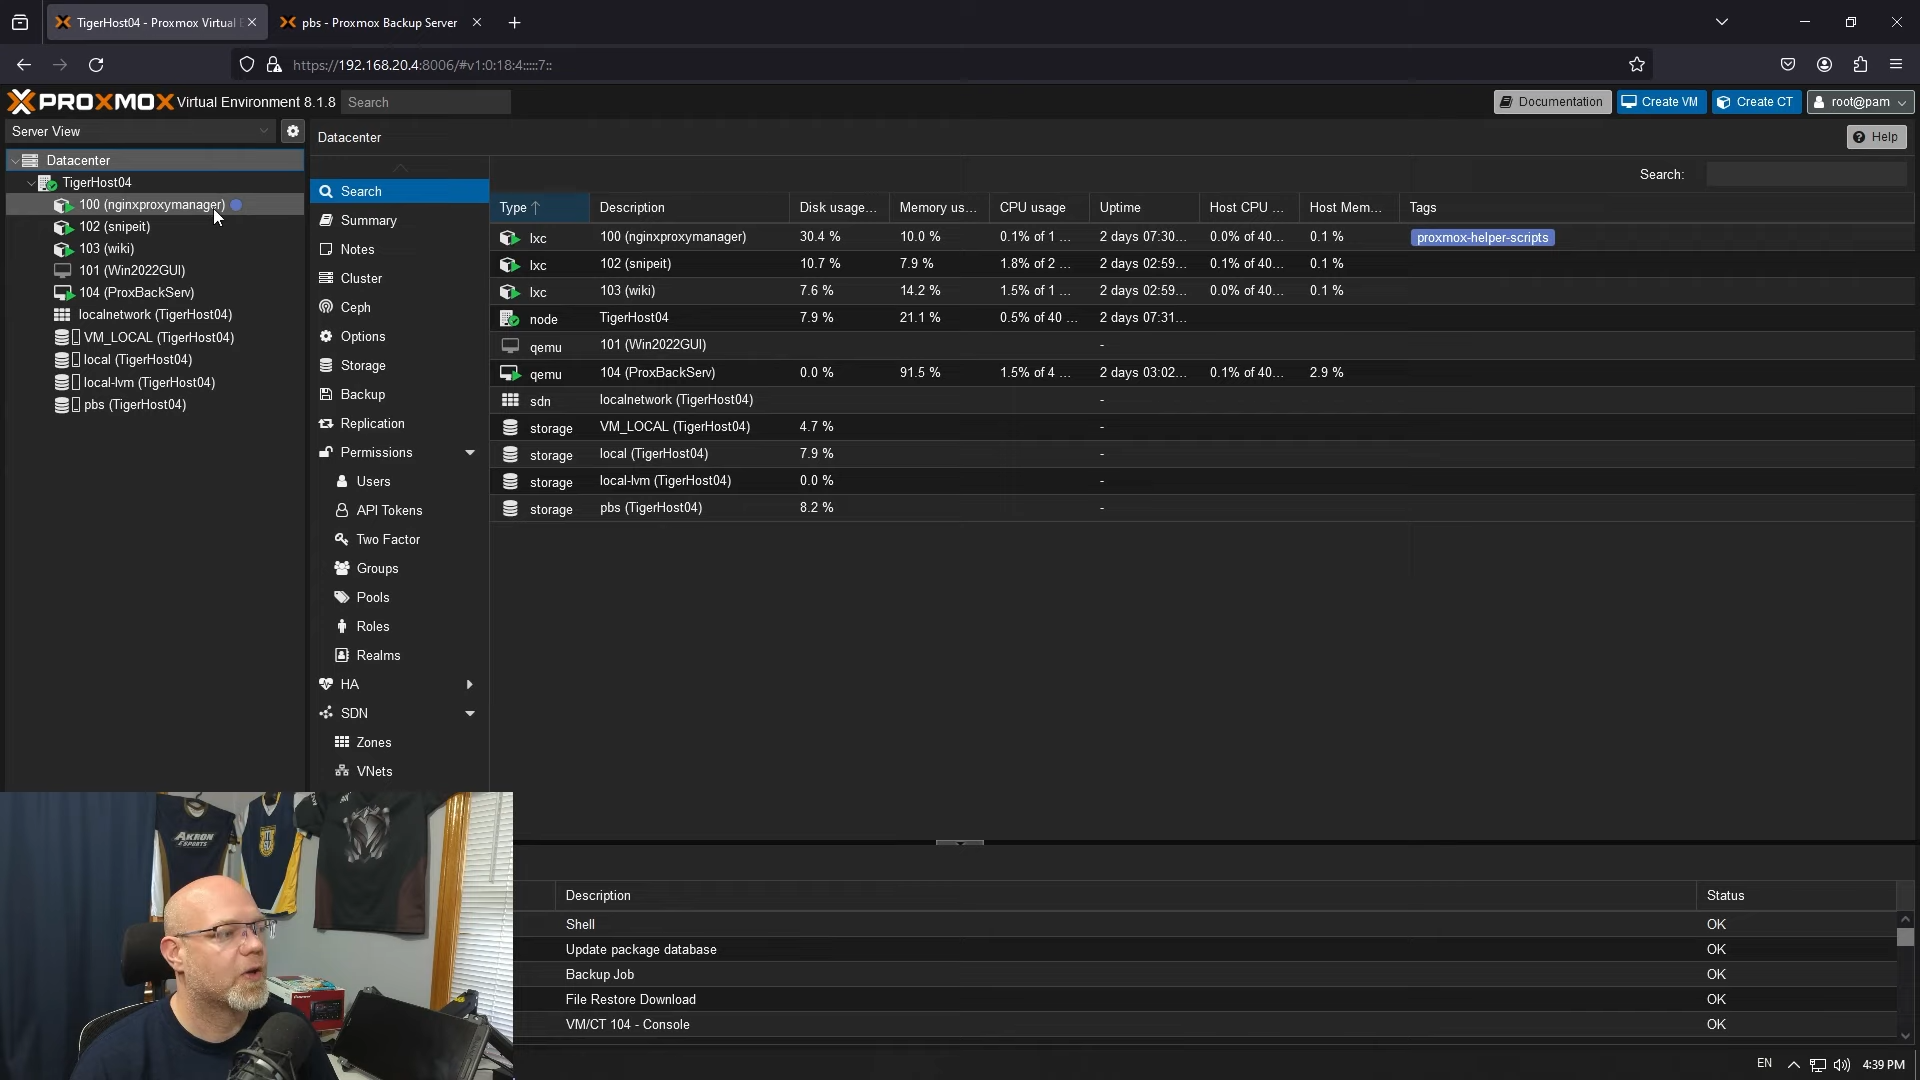 TigerHost04 - Proxmox Virtual E
pbs - Proxmox Backup Server
https://192.168.20.4:8006/#v1:0:18:4:::::7::
PROXMOX Virtual Environment 8.1.8 Search
Documentation Create VM Create CT root@pam
Server View
Datacenter
Help
Datacenter
TigerHost04
100 (nginxproxymanager)
102 (snipeit)
103 (wiki)
101 (Win2022GUI)
104 (ProxBackServ)
localnetwork (TigerHost04)
VM_LOCAL (TigerHost04)
local (TigerHost04)
local-lvm (TigerHost04)
pbs (TigerHost04)
Search
Summary
Notes
Cluster
Ceph
Options
Storage
Backup
Replication
Permissions
Users
API Tokens
Two Factor
Groups
Pools
Roles
Realms
HA
SDN
Zones
VNets
Search:
Type Description Disk usage... Memory us... CPU usage Uptime Host CPU ... Host Mem... Tags
lxc 100 (nginxproxymanager) 30.4 % 10.0 % 0.1% of 1 ... 2 days 07:30... 0.0% of 40... 0.1 % proxmox-helper-scripts
lxc 102 (snipeit) 10.7 % 7.9 % 1.8% of 2 ... 2 days 02:59... 0.1% of 40... 0.1 %
lxc 103 (wiki) 7.6 % 14.2 % 1.5% of 1 ... 2 days 02:59... 0.0% of 40... 0.1 %
node TigerHost04 7.9 % 21.1 % 0.5% of 40 ... 2 days 07:31...
qemu 101 (Win2022GUI) -
qemu 104 (ProxBackServ) 0.0 % 91.5 % 1.5% of 4 ... 2 days 03:02... 0.1% of 40... 2.9 %
sdn localnetwork (TigerHost04) -
storage VM_LOCAL (TigerHost04) 4.7 % -
storage local (TigerHost04) 7.9 % -
storage local-lvm (TigerHost04) 0.0 % -
storage pbs (TigerHost04) 8.2 % -
Description Status
Shell OK
Update package database OK
Backup Job OK
File Restore Download OK
VM/CT 104 - Console OK
AKRON
ESPORTS
EN 4:39 PM